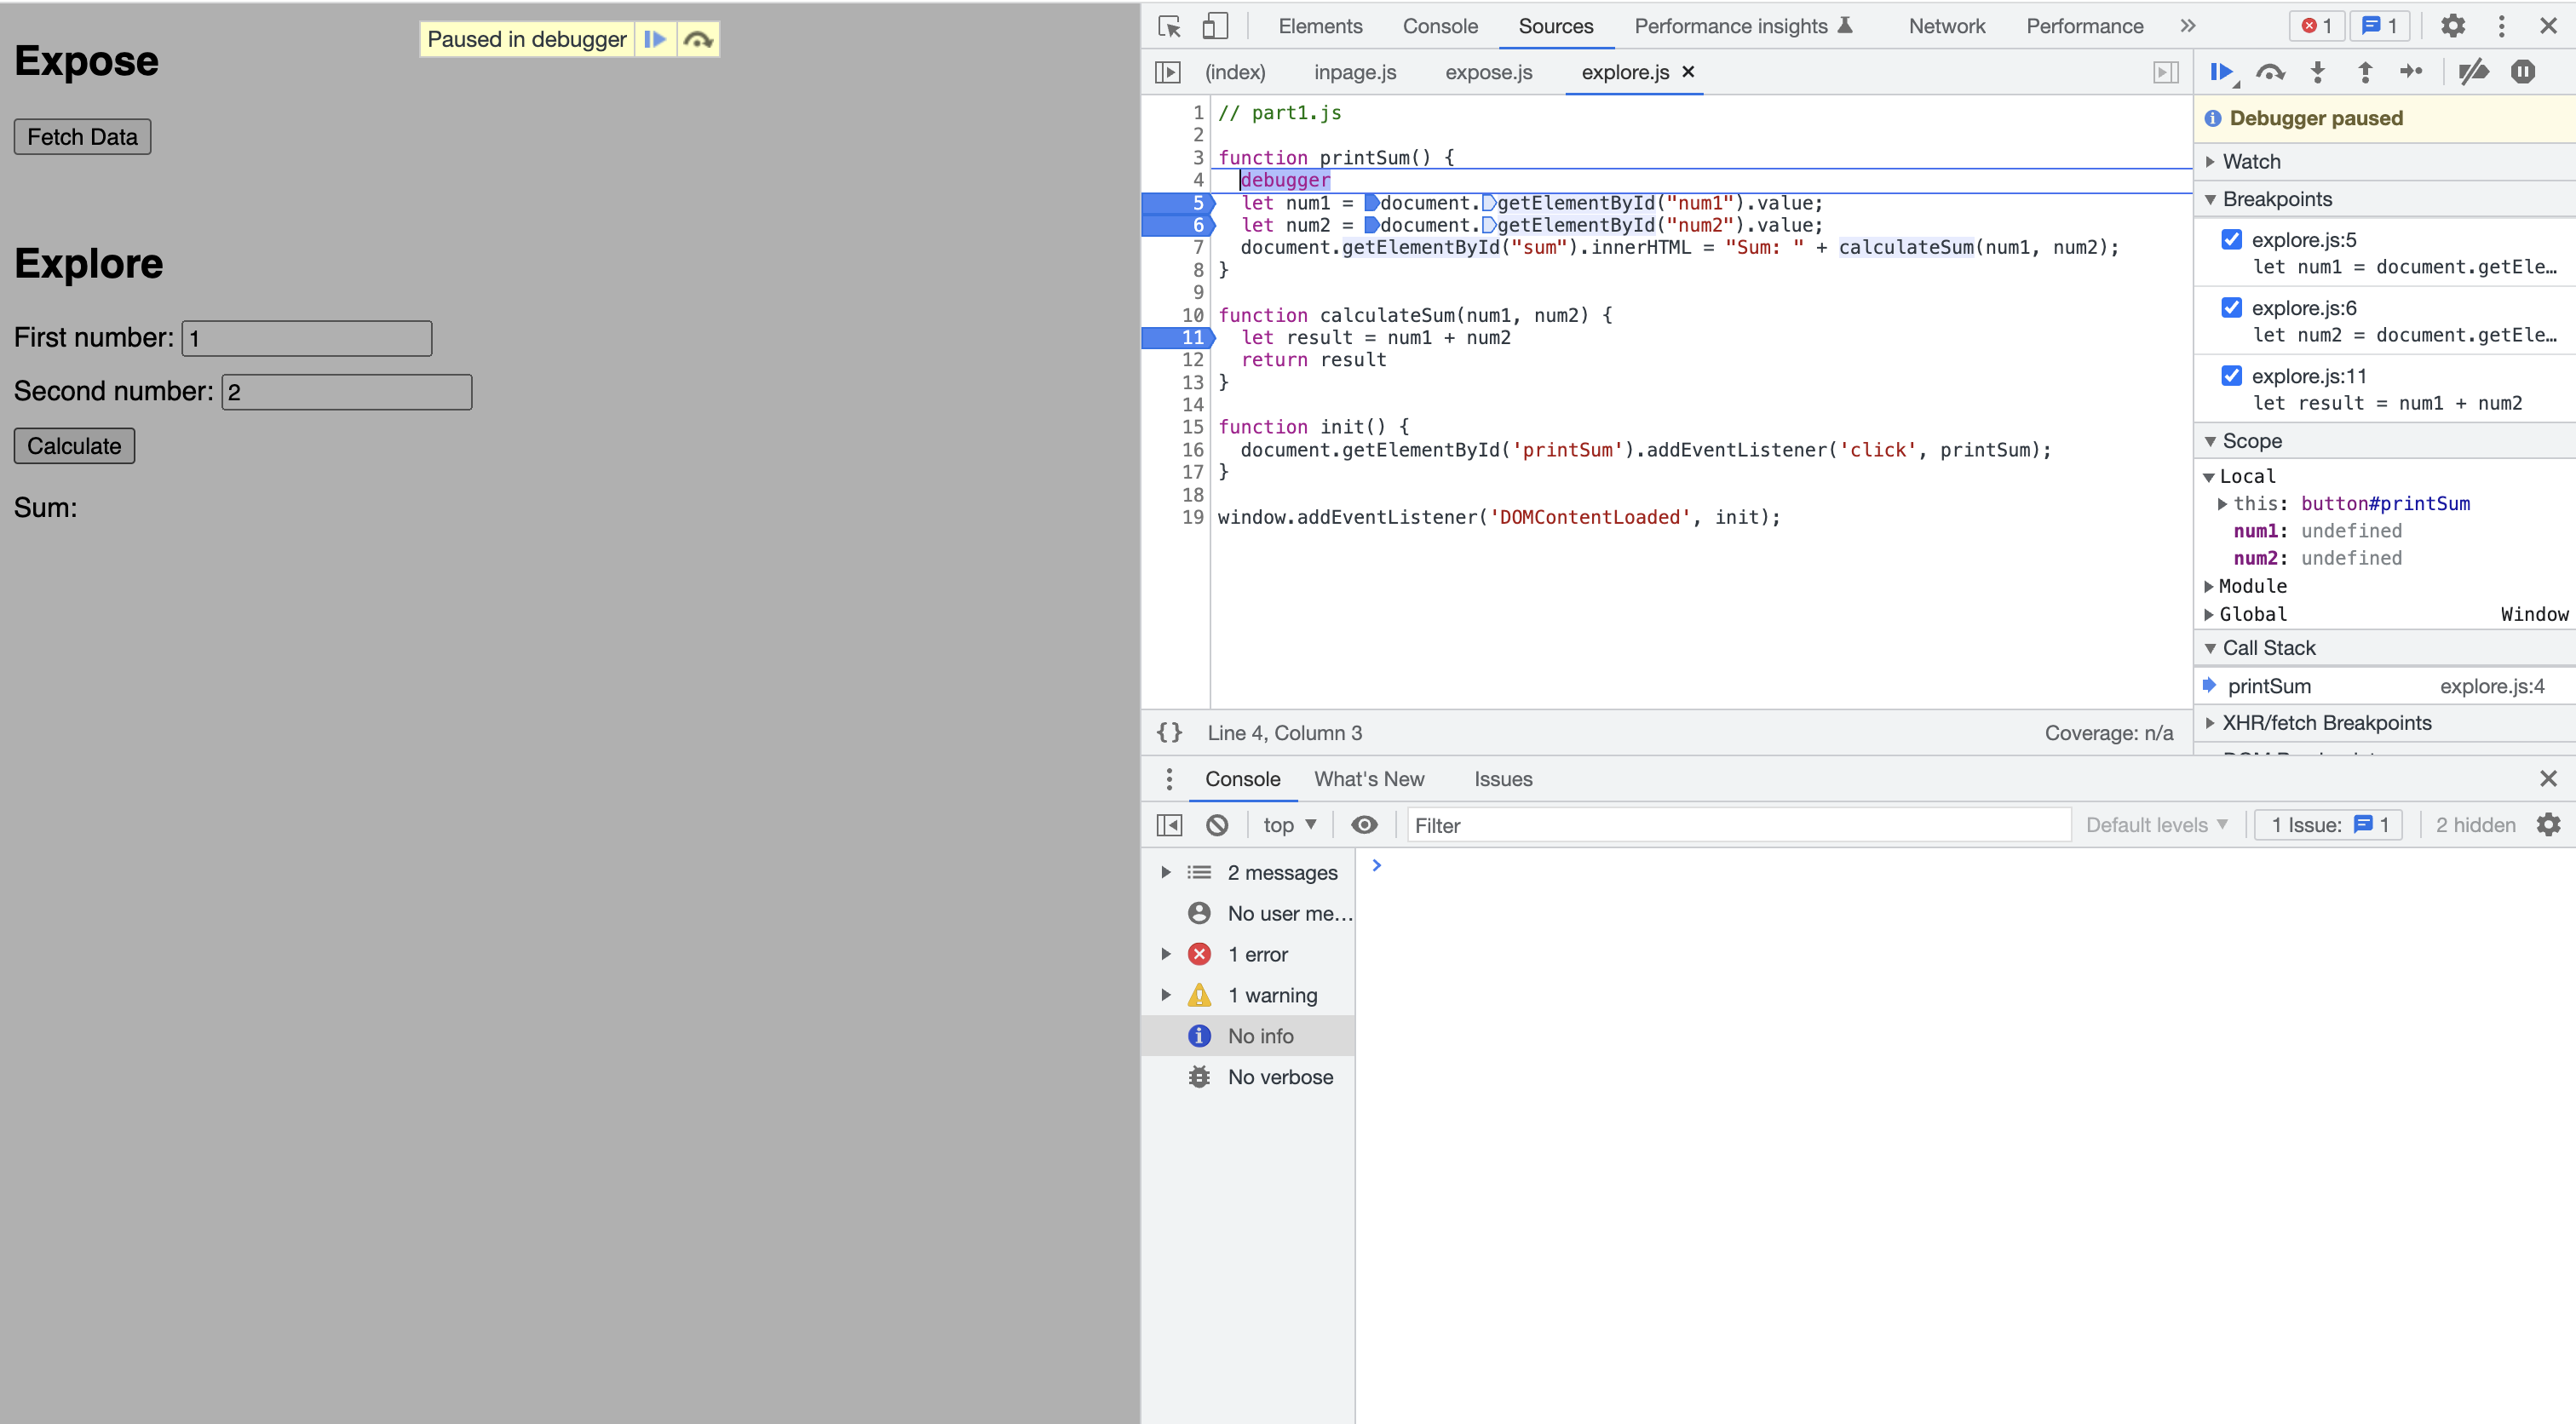 Paused in debugger
Expose
Fetch Data
Explore
First number: 1
Second number: 2
Calculate
Sum:
Elements Console Sources Performance insights Network Performance 1 1
(index) inpage.js expose.js explore.js
1 // part1.js
2
3 function printSum() {
4 debugger
5 let num1 = document.getElementById("num1").value;
6 let num2 = document.getElementById("num2").value;
7 document.getElementById("sum").innerHTML = "Sum: " + calculateSum(num1, num2);
8 }
9
10 function calculateSum(num1, num2) {
11 let result = num1 + num2
12 return result
13 }
14
15 function init() {
16 document.getElementById('printSum').addEventListener('click', printSum);
17 }
18
19 window.addEventListener('DOMContentLoaded', init);
{} Line 4, Column 3 Coverage: n/a
Debugger paused
Watch
Breakpoints
explore.js:5
let num1 = document.getEle…
explore.js:6
let num2 = document.getEle…
explore.js:11
let result = num1 + num2
Scope
Local
this: button#printSum
num1: undefined
num2: undefined
Module
Global Window
Call Stack
printSum explore.js:4
XHR/fetch Breakpoints
Console What's New Issues
top Filter Default levels 1 Issue: 1 2 hidden
2 messages
No user me…
1 error
1 warning
No info
No verbose